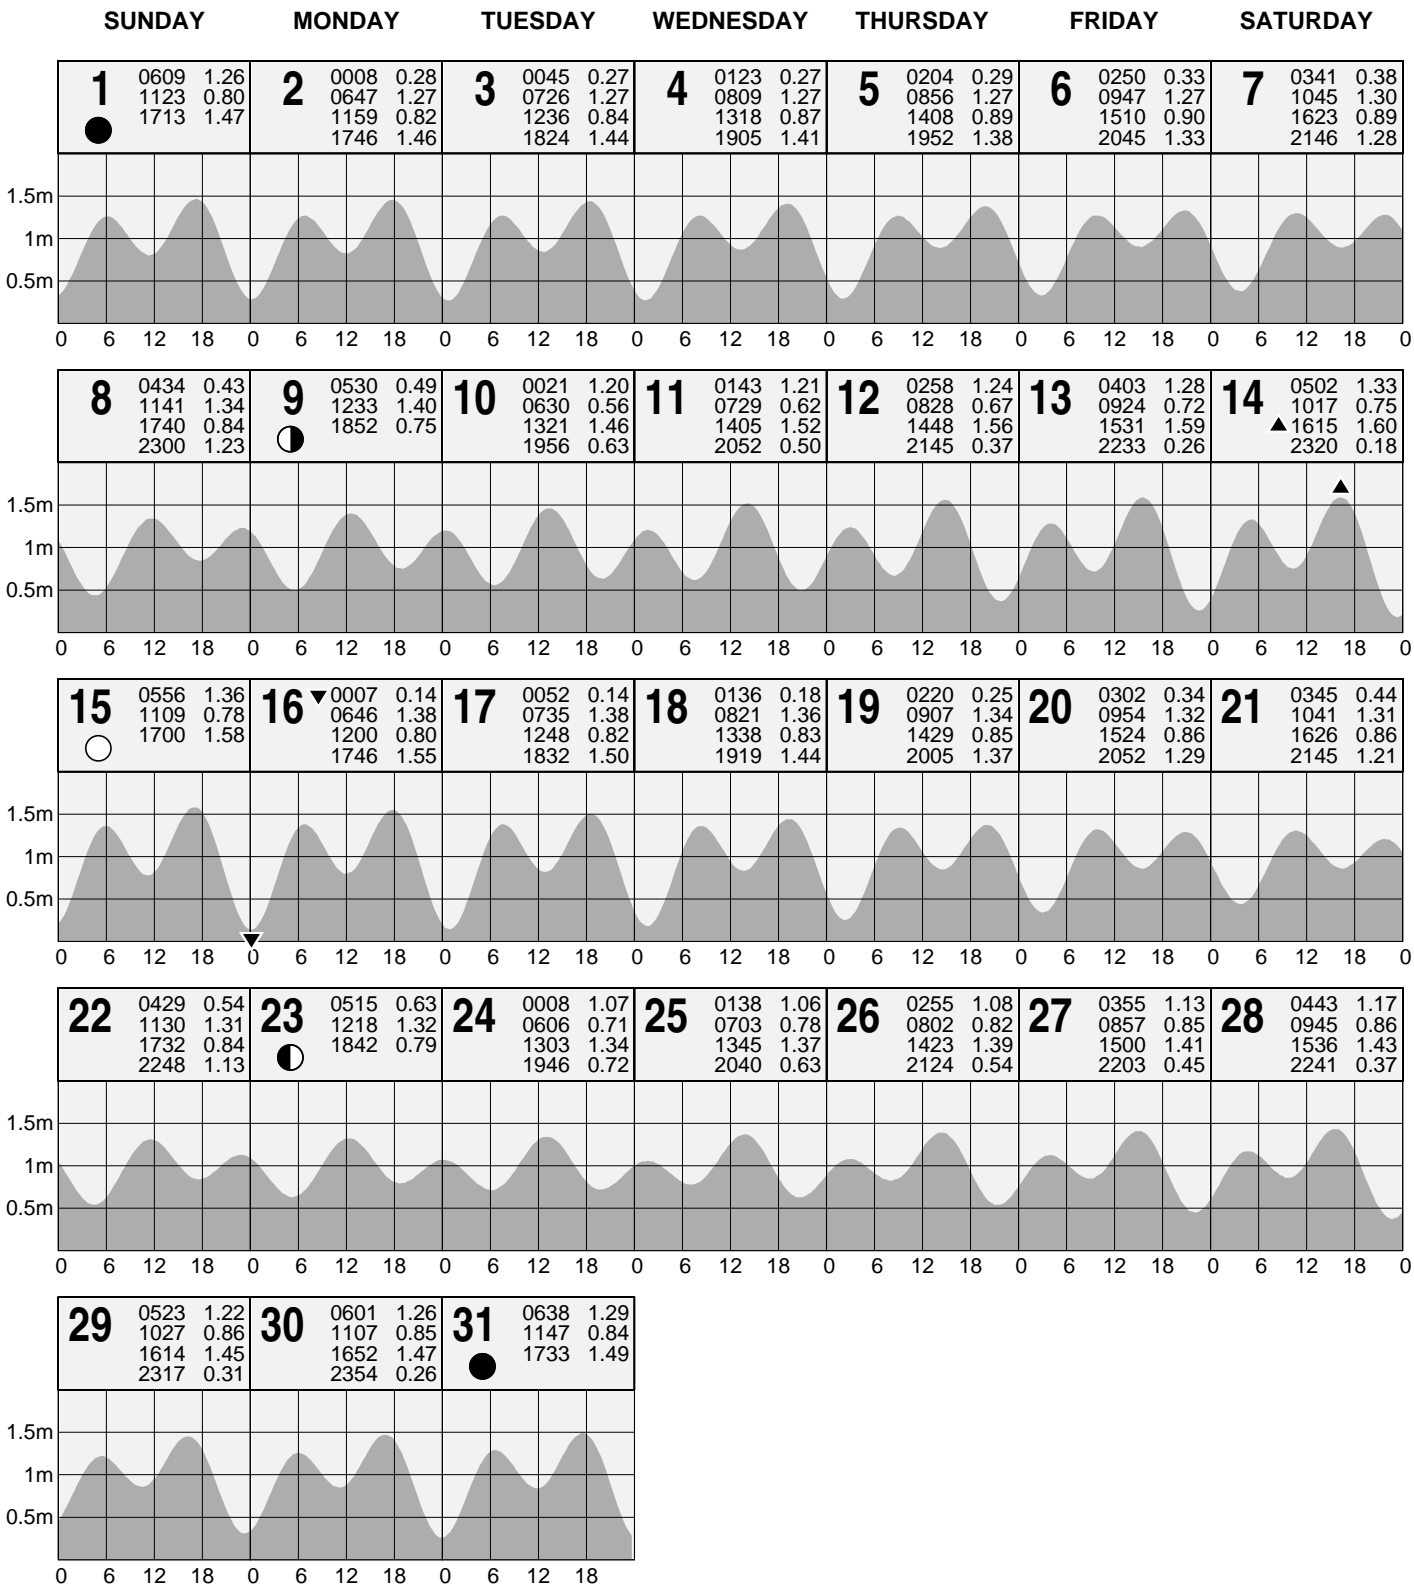 SUNDAY MONDAY TUESDAY WEDNESDAY THURSDAY FRIDAY SATURDAY
1 0609 1.26
1123 0.80
1713 1.47
2 0008 0.28
0647 1.27
1159 0.82
1746 1.46
3 0045 0.27
0726 1.27
1236 0.84
1824 1.44
4 0123 0.27
0809 1.27
1318 0.87
1905 1.41
5 0204 0.29
0856 1.27
1408 0.89
1952 1.38
6 0250 0.33
0947 1.27
1510 0.90
2045 1.33
7 0341 0.38
1045 1.30
1623 0.89
2146 1.28
1.5m
1m
0.5m
0 6 12 18 0 6 12 18 0 6 12 18 0 6 12 18 0 6 12 18 0 6 12 18 0 6 12 18 0
8 0434 0.43
1141 1.34
1740 0.84
2300 1.23
9 0530 0.49
1233 1.40
1852 0.75
10 0021 1.20
0630 0.56
1321 1.46
1956 0.63
11 0143 1.21
0729 0.62
1405 1.52
2052 0.50
12 0258 1.24
0828 0.67
1448 1.56
2145 0.37
13 0403 1.28
0924 0.72
1531 1.59
2233 0.26
14 0502 1.33
1017 0.75
1615 1.60
2320 0.18
1.5m
1m
0.5m
0 6 12 18 0 6 12 18 0 6 12 18 0 6 12 18 0 6 12 18 0 6 12 18 0 6 12 18 0
15 0556 1.36
1109 0.78
1700 1.58
16 0007 0.14
0646 1.38
1200 0.80
1746 1.55
17 0052 0.14
0735 1.38
1248 0.82
1832 1.50
18 0136 0.18
0821 1.36
1338 0.83
1919 1.44
19 0220 0.25
0907 1.34
1429 0.85
2005 1.37
20 0302 0.34
0954 1.32
1524 0.86
2052 1.29
21 0345 0.44
1041 1.31
1626 0.86
2145 1.21
1.5m
1m
0.5m
0 6 12 18 0 6 12 18 0 6 12 18 0 6 12 18 0 6 12 18 0 6 12 18 0 6 12 18 0
22 0429 0.54
1130 1.31
1732 0.84
2248 1.13
23 0515 0.63
1218 1.32
1842 0.79
24 0008 1.07
0606 0.71
1303 1.34
1946 0.72
25 0138 1.06
0703 0.78
1345 1.37
2040 0.63
26 0255 1.08
0802 0.82
1423 1.39
2124 0.54
27 0355 1.13
0857 0.85
1500 1.41
2203 0.45
28 0443 1.17
0945 0.86
1536 1.43
2241 0.37
1.5m
1m
0.5m
0 6 12 18 0 6 12 18 0 6 12 18 0 6 12 18 0 6 12 18 0 6 12 18 0 6 12 18 0
29 0523 1.22
1027 0.86
1614 1.45
2317 0.31
30 0601 1.26
1107 0.85
1652 1.47
2354 0.26
31 0638 1.29
1147 0.84
1733 1.49
1.5m
1m
0.5m
0 6 12 18 0 6 12 18 0 6 12 18